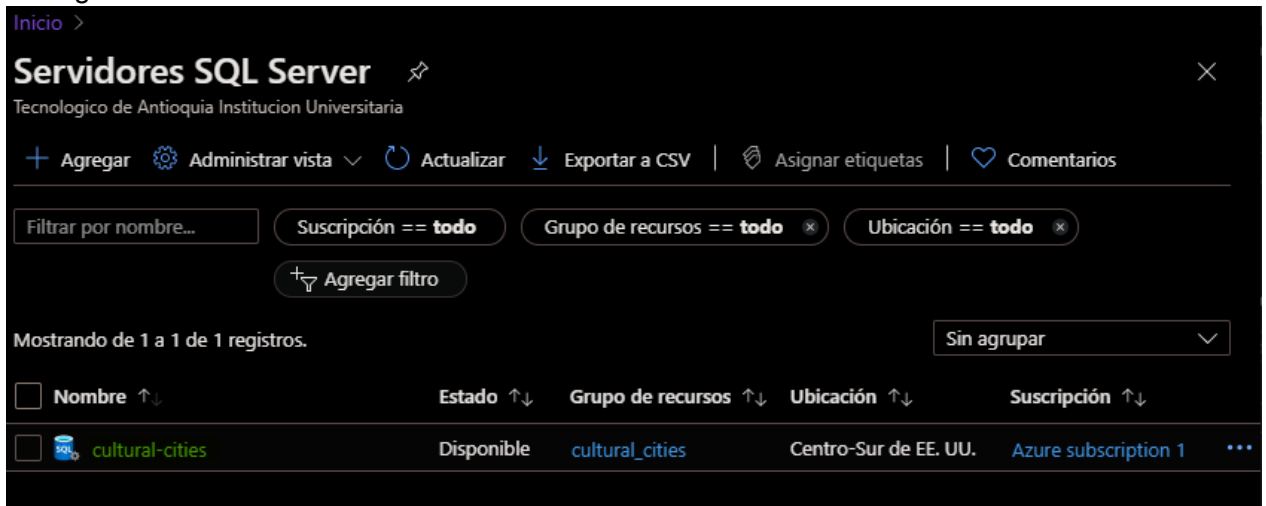 Inicio >
Servidores SQL Server
Tecnologico de Antioquia Institucion Universitaria
Agregar Administrar vista Actualizar Exportar a CSV Asignar etiquetas Comentarios
Filtrar por nombre... Suscripción == todo Grupo de recursos == todo Ubicación == todo
Agregar filtro
Mostrando de 1 a 1 de 1 registros. Sin agrupar
Nombre Estado Grupo de recursos Ubicación Suscripción
SQL cultural-cities Disponible cultural_cities Centro-Sur de EE. UU. Azure subscription 1